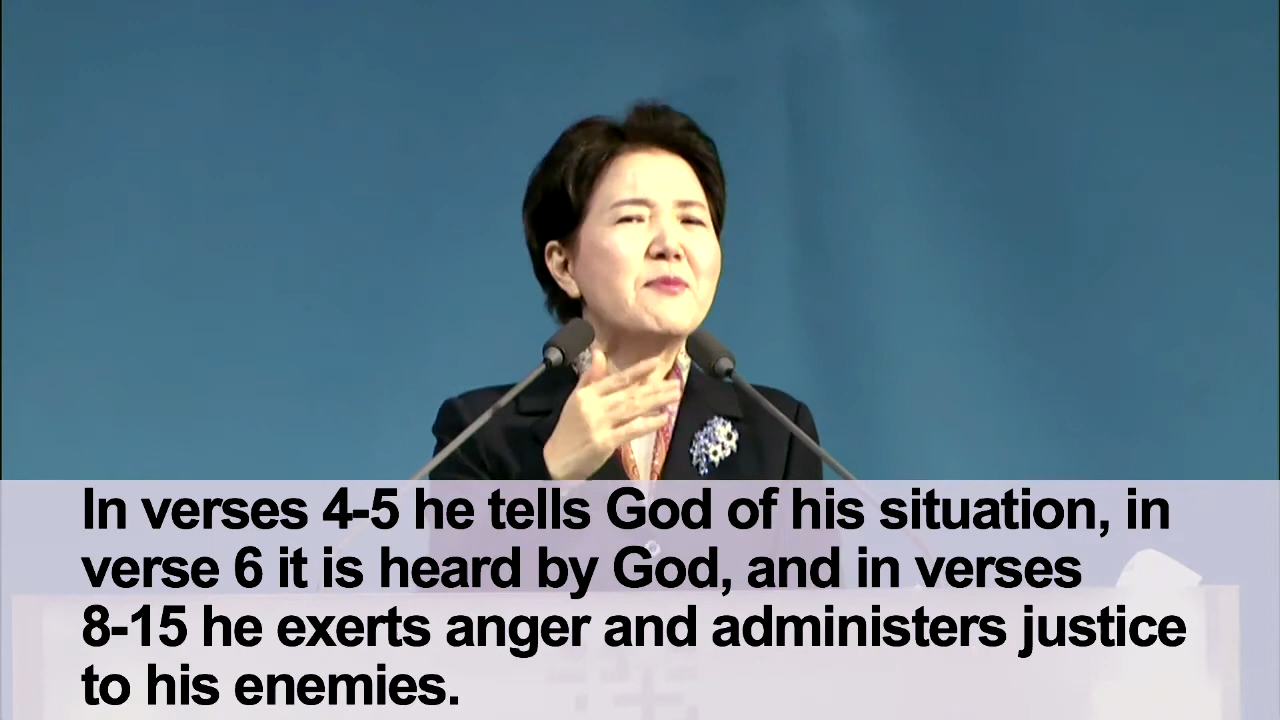 In verses 4-5 he tells God of his situation, in
verse 6 it is heard by God, and in verses
8-15 he exerts anger and administers justice
to his enemies.